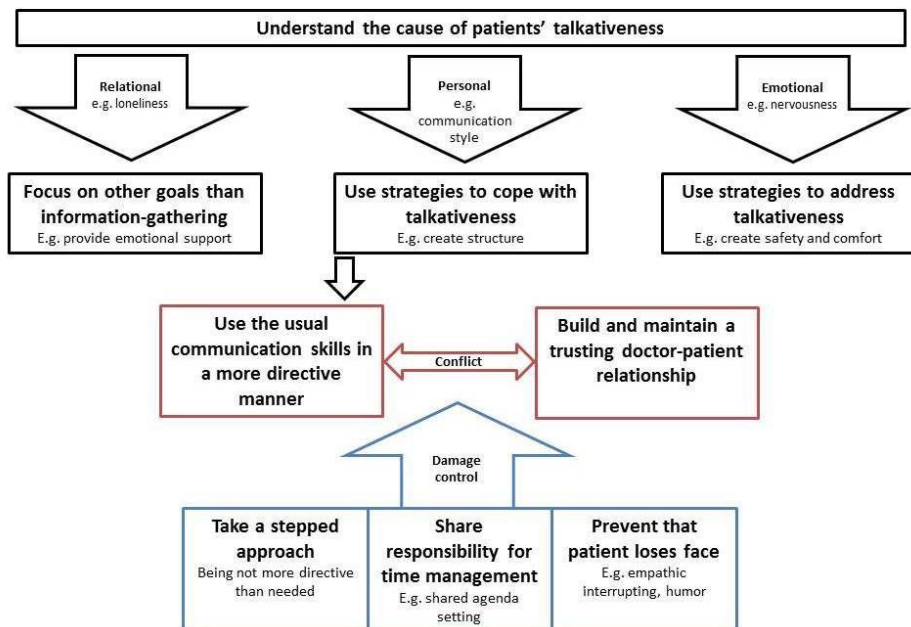 Understand the cause of patients’ talkativeness
Relational
e.g. loneliness
Personal
e.g.
communication
style
Emotional
e.g. nervousness
Focus on other goals than
information-gathering
E.g. provide emotional support
Use strategies to cope with
talkativeness
E.g. create structure
Use strategies to address
talkativeness
E.g. create safety and comfort
Use the usual
communication skills in
a more directive
manner
Conflict
Build and maintain a
trusting doctor-patient
relationship
Damage
control
Take a stepped
approach
Being not more directive
than needed
Share
responsibility for
time management
E.g. shared agenda
setting
Prevent that
patient loses face
E.g. empathic
interrupting, humor